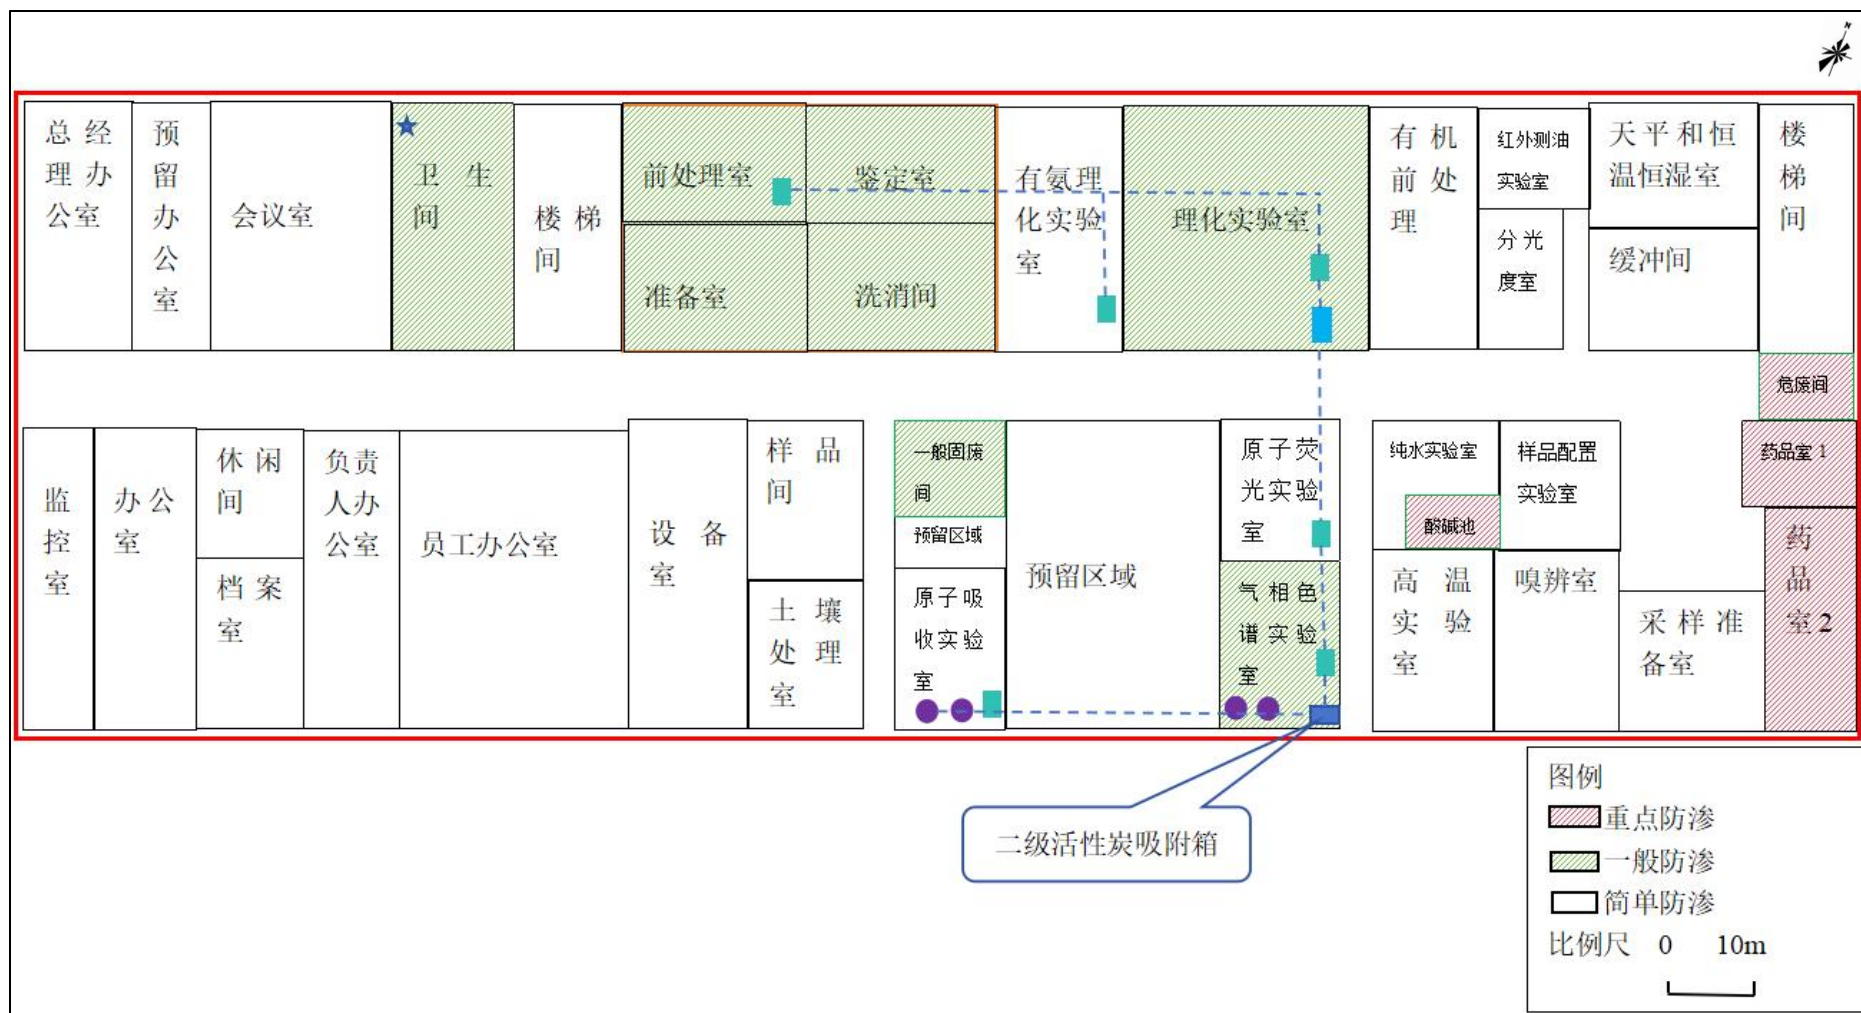 N
总经
理办
公室
预
留
办
公
室
会议室
卫生
间
楼梯
间
前处理室
鉴定室
准备室
洗消间
有氨理
化实验
室
理化实验室
有机
前处
理
红外测油
实验室
分光
度室
天平和恒
温恒湿室
缓冲间
楼
梯
间
危废间
监
控
室
办公
室
休闲
间
档案
室
负责
人办
公室
员工办公室
设备
室
样品
间
土壤
处理
室
一般固废
间
预留区域
原子吸
收实验
室
预留区域
原子荧
光实验
室
气相色
谱实验
室
纯水实验室
酸碱池
样品配置
实验室
高温
实验
室
嗅辨室
采样准
备室
药品室1
药
品
室2
二级活性炭吸附箱
图例
重点防渗
一般防渗
简单防渗
比例尺 0 10m